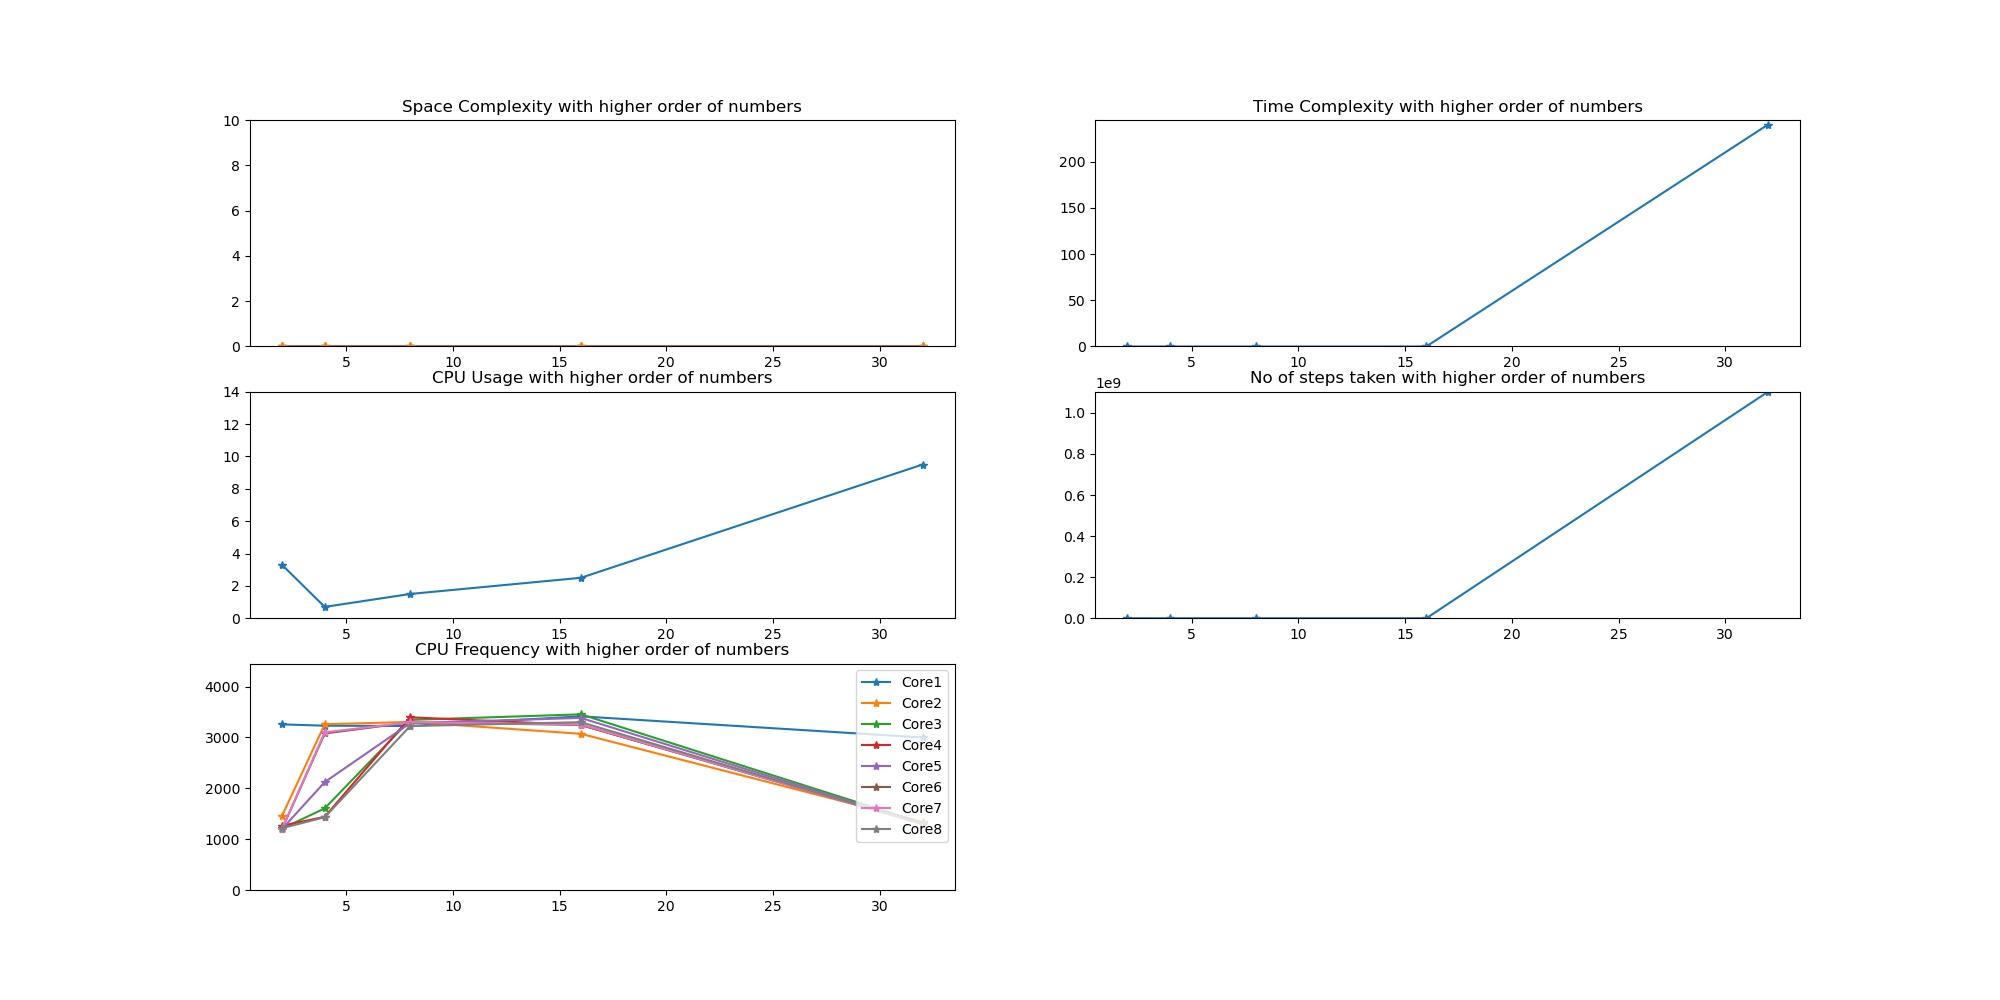 Space Complexity with higher order of numbers
10
8
6
4
2
0
5 10 15 20 25 30
Time Complexity with higher order of numbers
200
150
100
50
0
5 10 15 20 25 30
CPU Usage with higher order of numbers
14
12
10
8
6
4
2
0
5 10 15 20 25 30
No of steps taken with higher order of numbers
1e9
1.0
0.8
0.6
0.4
0.2
0.0
5 10 15 20 25 30
CPU Frequency with higher order of numbers
4000
3000
2000
1000
0
5 10 15 20 25 30
Core1
Core2
Core3
Core4
Core5
Core6
Core7
Core8